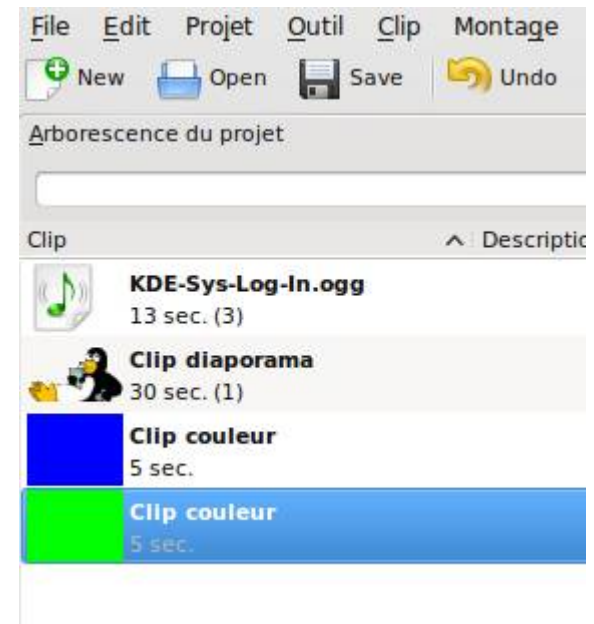 File Edit Projet Outil Clip Montage
New Open Save Undo
Arborescence du projet
Clip Descriptio
KDE-Sys-Log-In.ogg
13 sec. (3)
Clip diaporama
30 sec. (1)
Clip couleur
5 sec.
Clip couleur
5 sec.